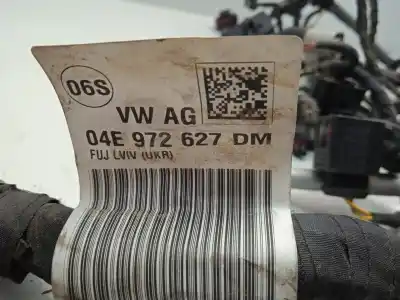 06S
VW AG
04E 972 627 DM
FUJ LVIV (UKR)